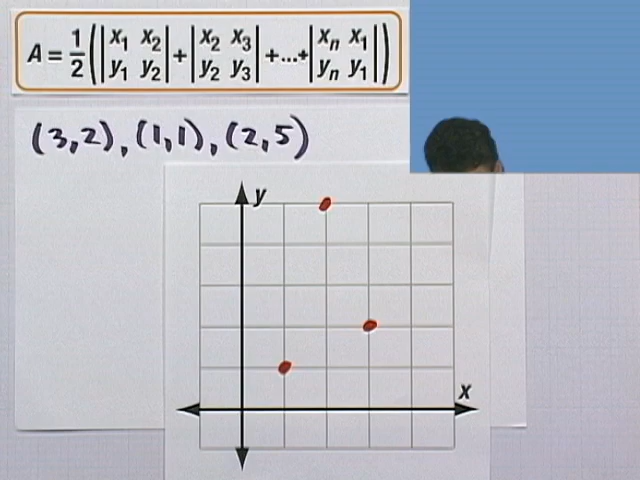 A = 1/2 (|x₁ x₂; y₁ y₂| + |x₂ x₃; y₂ y₃| + ... + |xₙ x₁; yₙ y₁|)
(3,2), (1,1), (2,5)
y
x